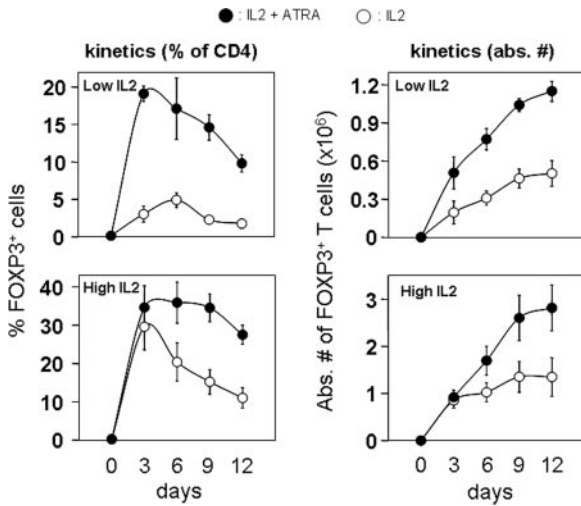 ● : IL2 + ATRA ○ : IL2
kinetics (% of CD4)
Low IL2
20
15
10
5
0
High IL2
40
30
20
10
0
% FOXP3⁺ cells
0 3 6 9 12
days
kinetics (abs. #)
Low IL2
1.2
0.9
0.6
0.3
0
High IL2
3
2
1
0
Abs. # of FOXP3⁺ T cells (x10⁶)
0 3 6 9 12
days